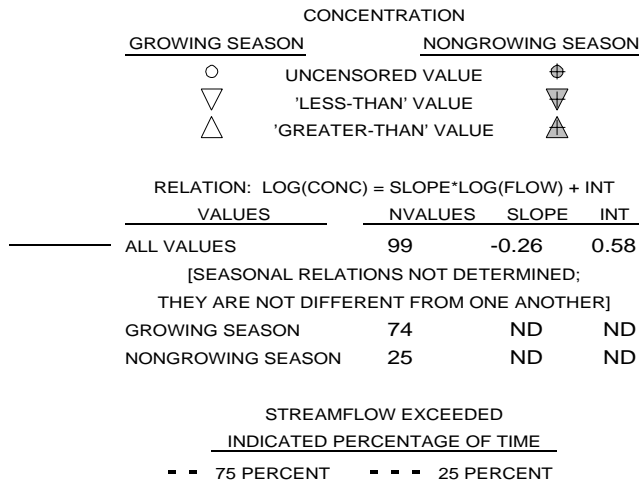 CONCENTRATION
GROWING SEASON NONGROWING SEASON
UNCENSORED VALUE
'LESS-THAN' VALUE
'GREATER-THAN' VALUE
RELATION: LOG(CONC) = SLOPE*LOG(FLOW) + INT
VALUES NVALUES SLOPE INT
ALL VALUES 99 -0.26 0.58
[SEASONAL RELATIONS NOT DETERMINED;
THEY ARE NOT DIFFERENT FROM ONE ANOTHER]
GROWING SEASON 74 ND ND
NONGROWING SEASON 25 ND ND
STREAMFLOW EXCEEDED
INDICATED PERCENTAGE OF TIME
75 PERCENT 25 PERCENT